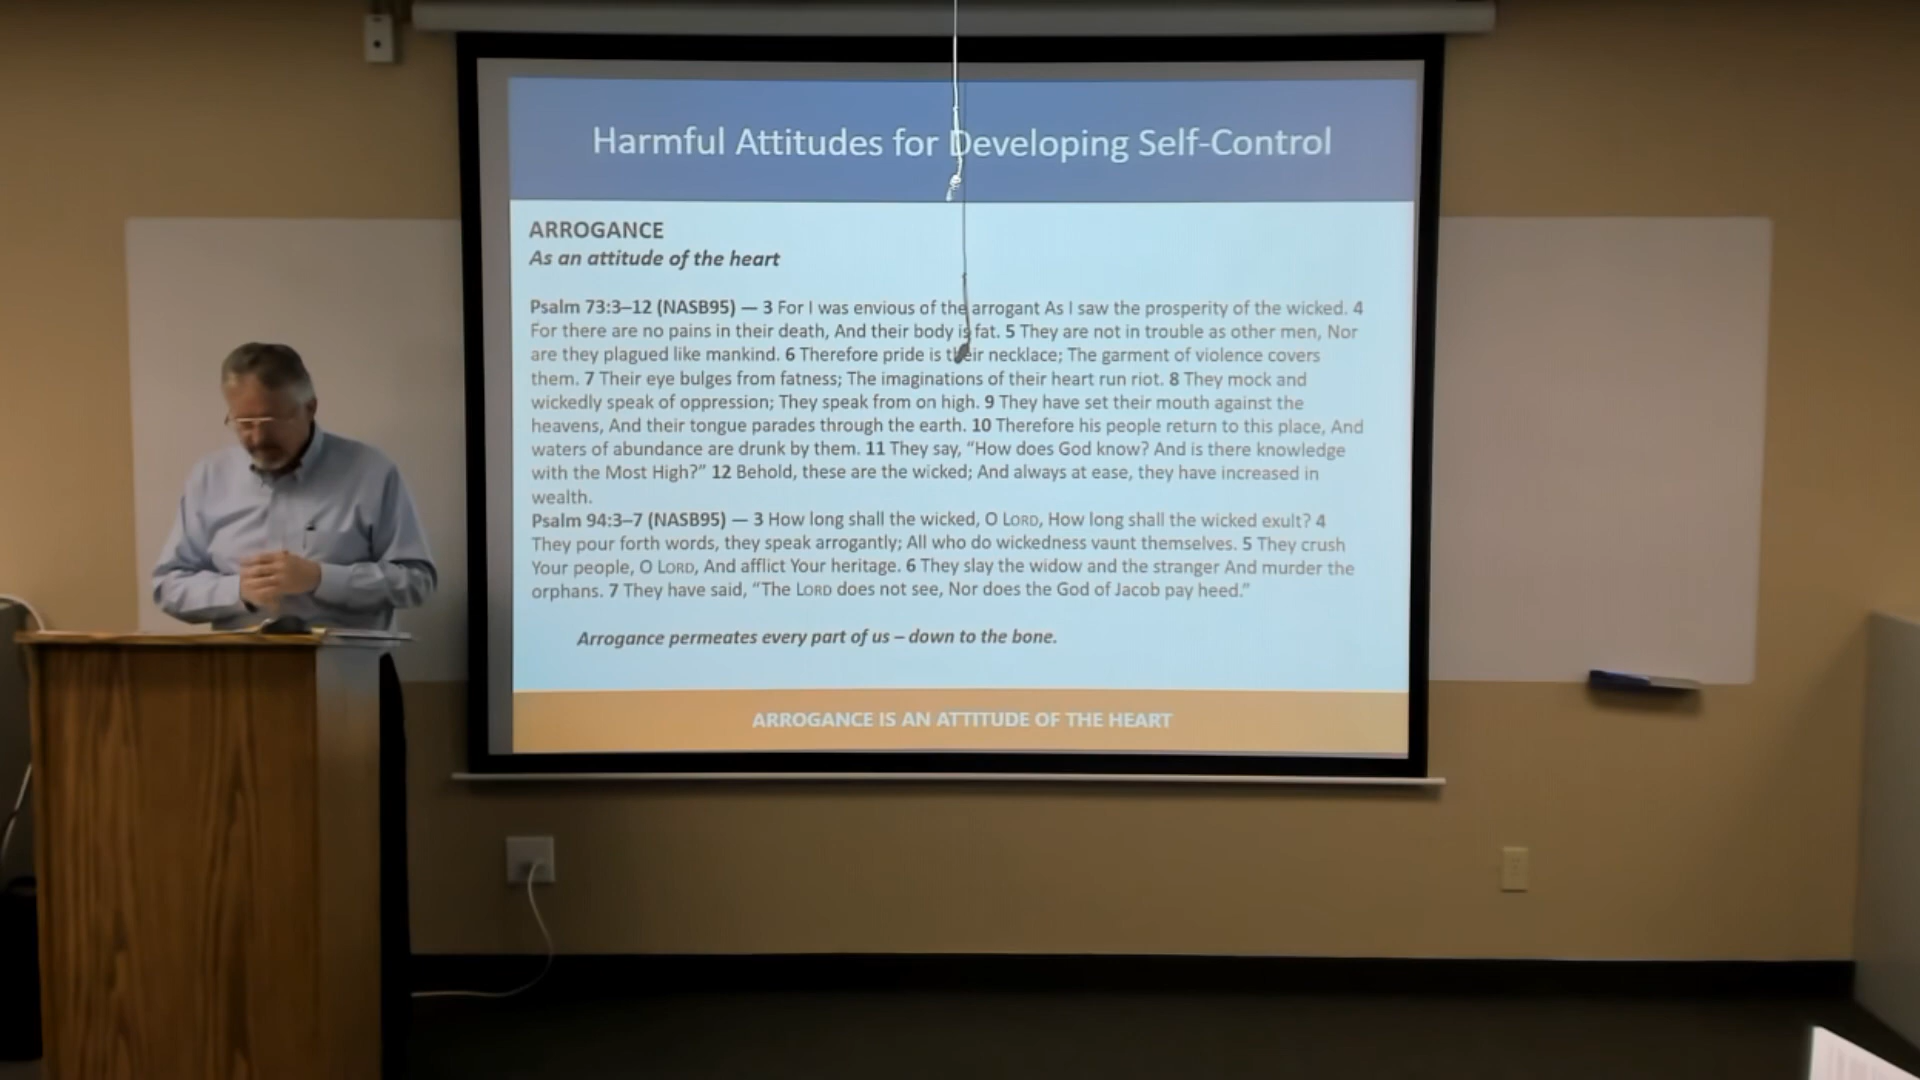 Harmful Attitudes for Developing Self-Control
ARROGANCE
As an attitude of the heart
Psalm 73:3–12 (NASB95) — 3 For I was envious of the arrogant As I saw the prosperity of the wicked. 4
For there are no pains in their death, And their body is fat. 5 They are not in trouble as other men, Nor
are they plagued like mankind. 6 Therefore pride is their necklace; The garment of violence covers
them. 7 Their eye bulges from fatness; The imaginations of their heart run riot. 8 They mock and
wickedly speak of oppression; They speak from on high. 9 They have set their mouth against the
heavens, And their tongue parades through the earth. 10 Therefore his people return to this place, And
waters of abundance are drunk by them. 11 They say, “How does God know? And is there knowledge
with the Most High?” 12 Behold, these are the wicked; And always at ease, they have increased in
wealth.
Psalm 94:3–7 (NASB95) — 3 How long shall the wicked, O LORD, How long shall the wicked exult? 4
They pour forth words, they speak arrogantly; All who do wickedness vaunt themselves. 5 They crush
Your people, O LORD, And afflict Your heritage. 6 They slay the widow and the stranger And murder the
orphans. 7 They have said, “The LORD does not see, Nor does the God of Jacob pay heed.”
Arrogance permeates every part of us – down to the bone.
ARROGANCE IS AN ATTITUDE OF THE HEART